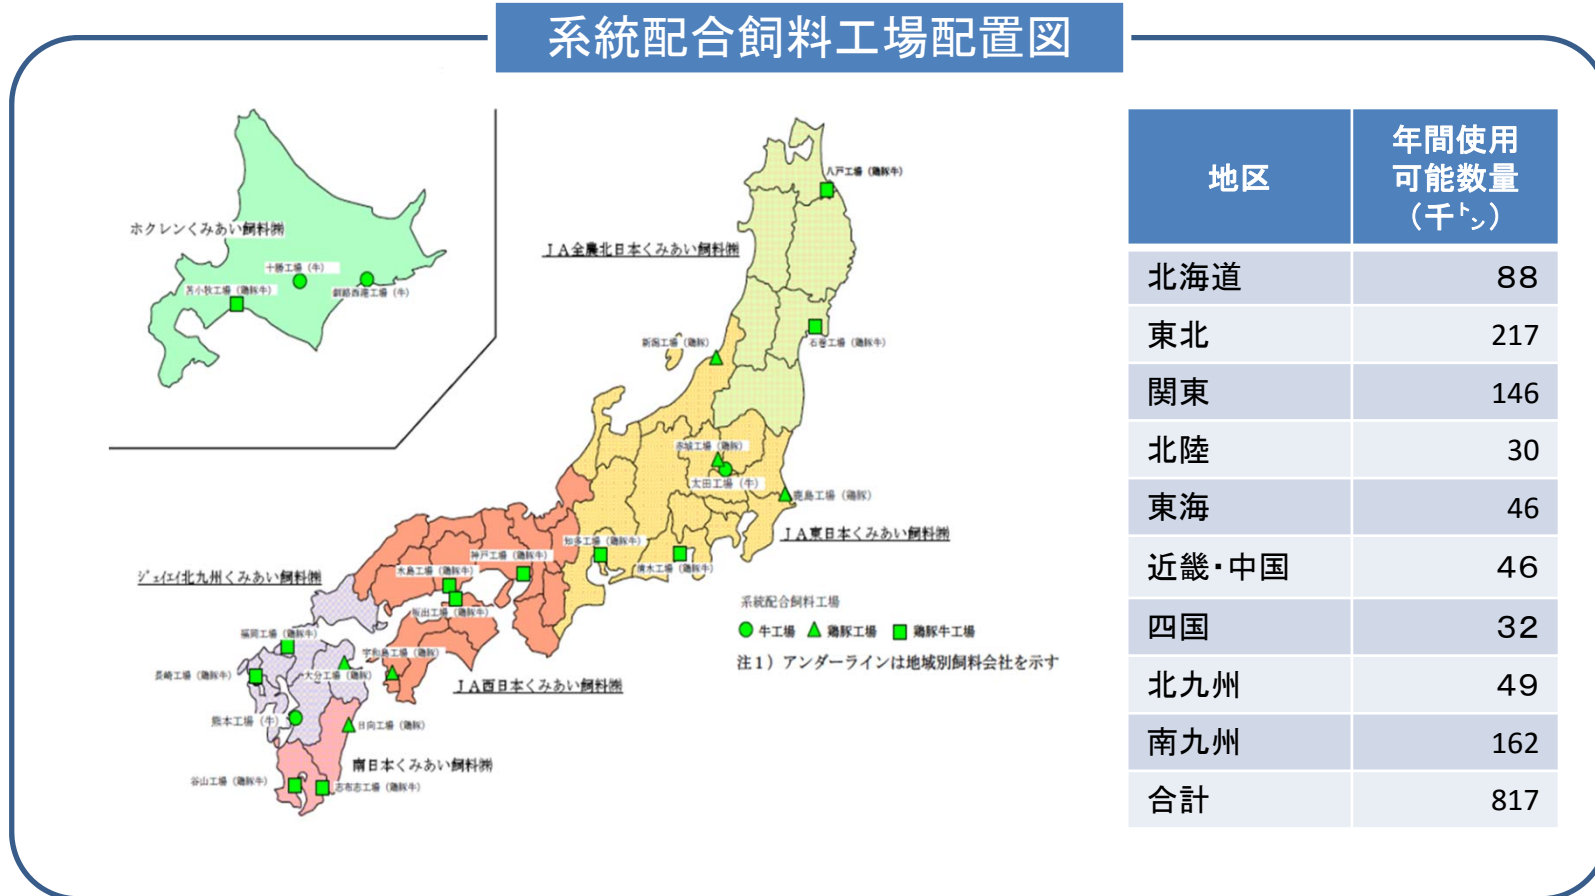 系統配合飼料工場配置図
ホクレンくみあい飼料㈱
十勝工場（牛）
釧路西港工場（牛）
苫小牧工場（鶏豚牛）
八戸工場（鶏豚牛）
ＪＡ全農北日本くみあい飼料㈱
石巻工場（鶏豚牛）
新潟工場（鶏豚）
赤城工場（鶏豚）
太田工場（牛）
鹿島工場（鶏豚）
ＪＡ東日本くみあい飼料㈱
知多工場（鶏豚牛）
清水工場（鶏豚牛）
神戸工場（鶏豚牛）
水島工場（鶏豚牛）
坂出工場（鶏豚牛）
宇和島工場（鶏豚）
ＪＡ西日本くみあい飼料㈱
ジェイエイ北九州くみあい飼料㈱
福岡工場（鶏豚牛）
長崎工場（鶏豚牛）
大分工場（鶏豚）
熊本工場（牛）
日向工場（鶏豚）
南日本くみあい飼料㈱
谷山工場（鶏豚牛）
志布志工場（鶏豚牛）
系統配合飼料工場
牛工場 鶏豚工場 鶏豚牛工場
注１）アンダーラインは地域別飼料会社を示す
地区 年間使用
可能数量
（千トン）
北海道 88
東北 217
関東 146
北陸 30
東海 46
近畿・中国 46
四国 32
北九州 49
南九州 162
合計 817